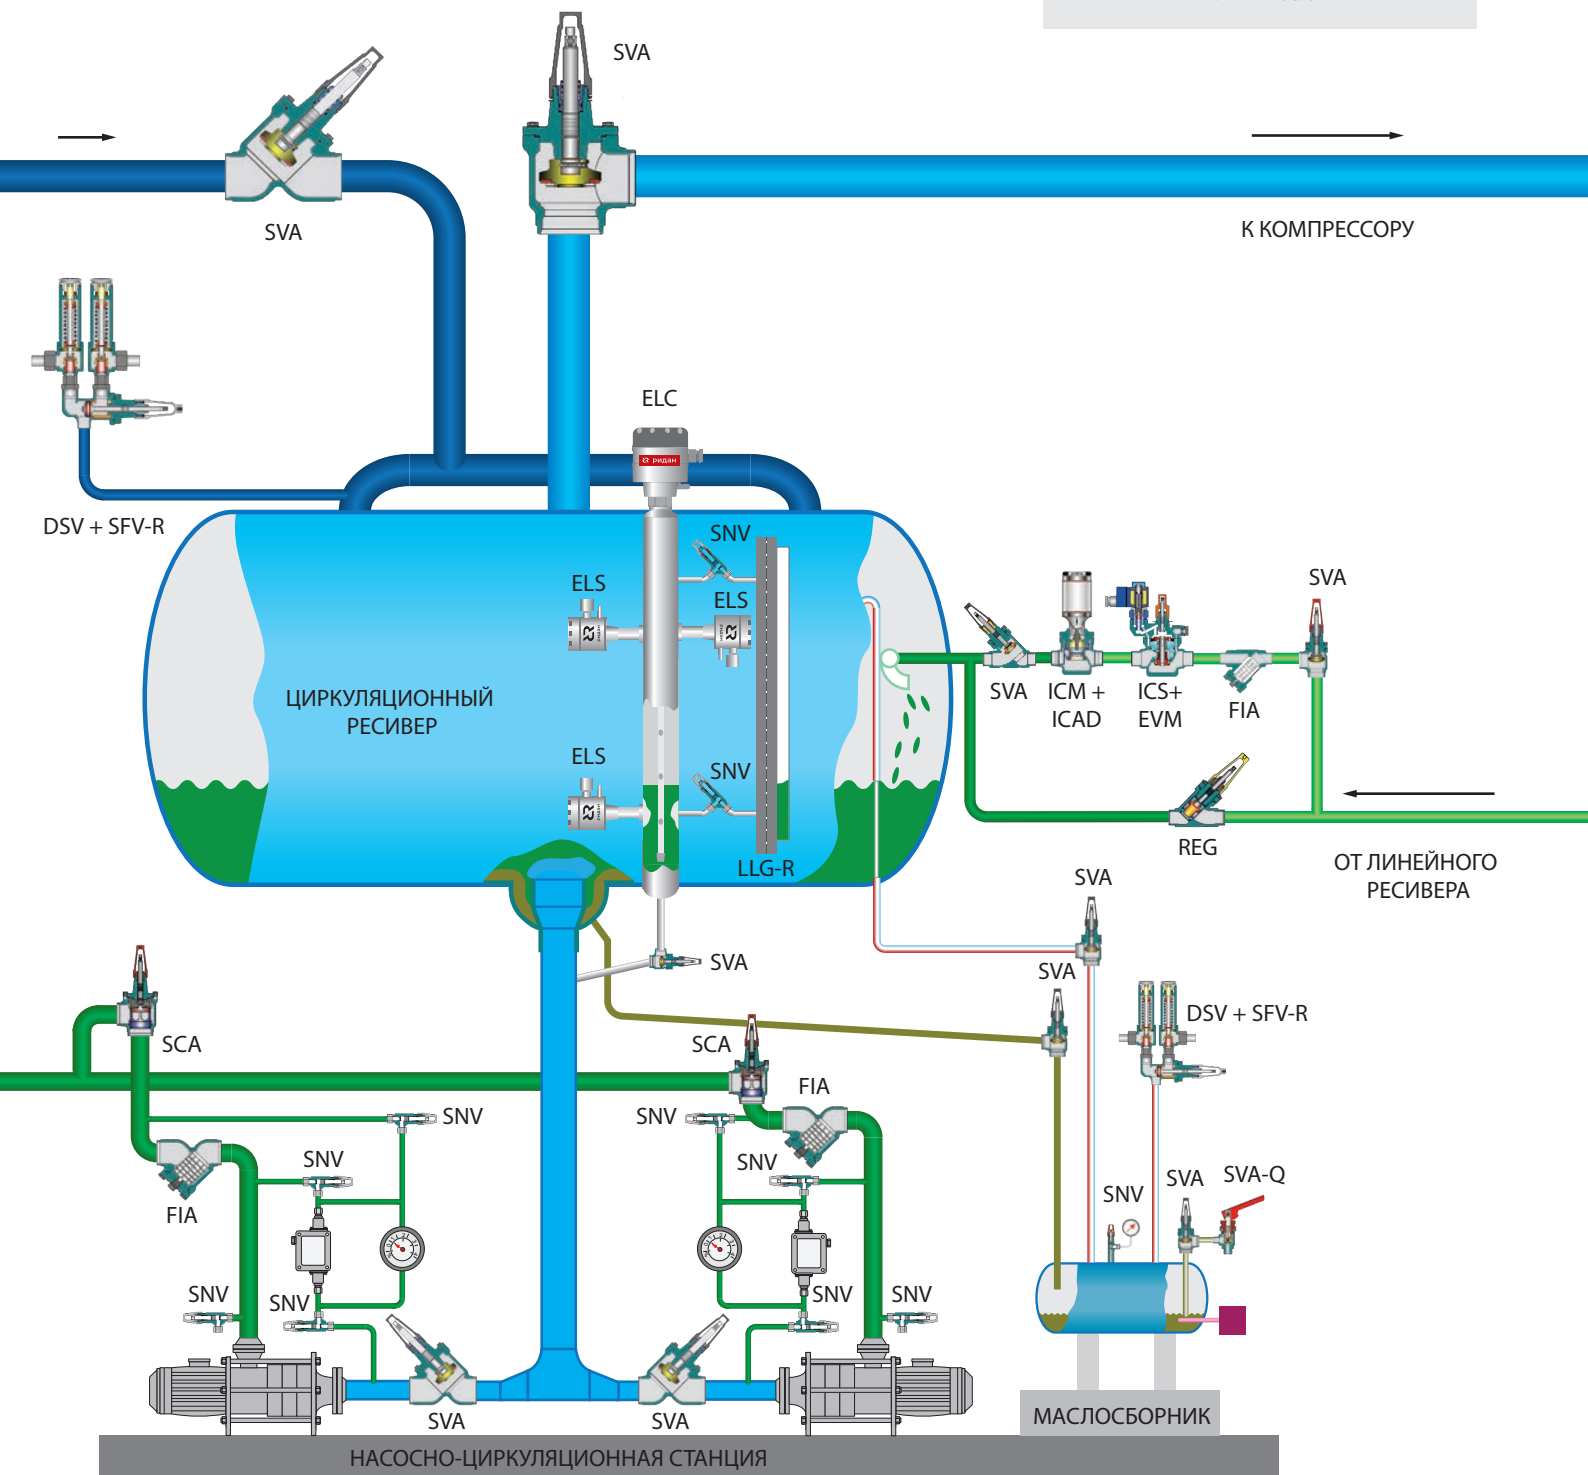 SVA
SVA
К КОМПРЕССОРУ
ELC
ридан
DSV + SFV-R
SNV
ELS
ELS
SVA
ЦИРКУЛЯЦИОННЫЙ
РЕСИВЕР
SVA
ICM +
ICAD
ICS+
EVM
FIA
ELS
SNV
REG
ОТ ЛИНЕЙНОГО
РЕСИВЕРА
LLG-R
SVA
SVA
SVA
SCA
SCA
DSV + SFV-R
FIA
SNV
SNV
SNV
SNV
FIA
SNV
SVA
SVA-Q
SNV
SNV
SNV
SNV
SVA
SVA
МАСЛОСБОРНИК
НАСОСНО-ЦИРКУЛЯЦИОННАЯ СТАНЦИЯ